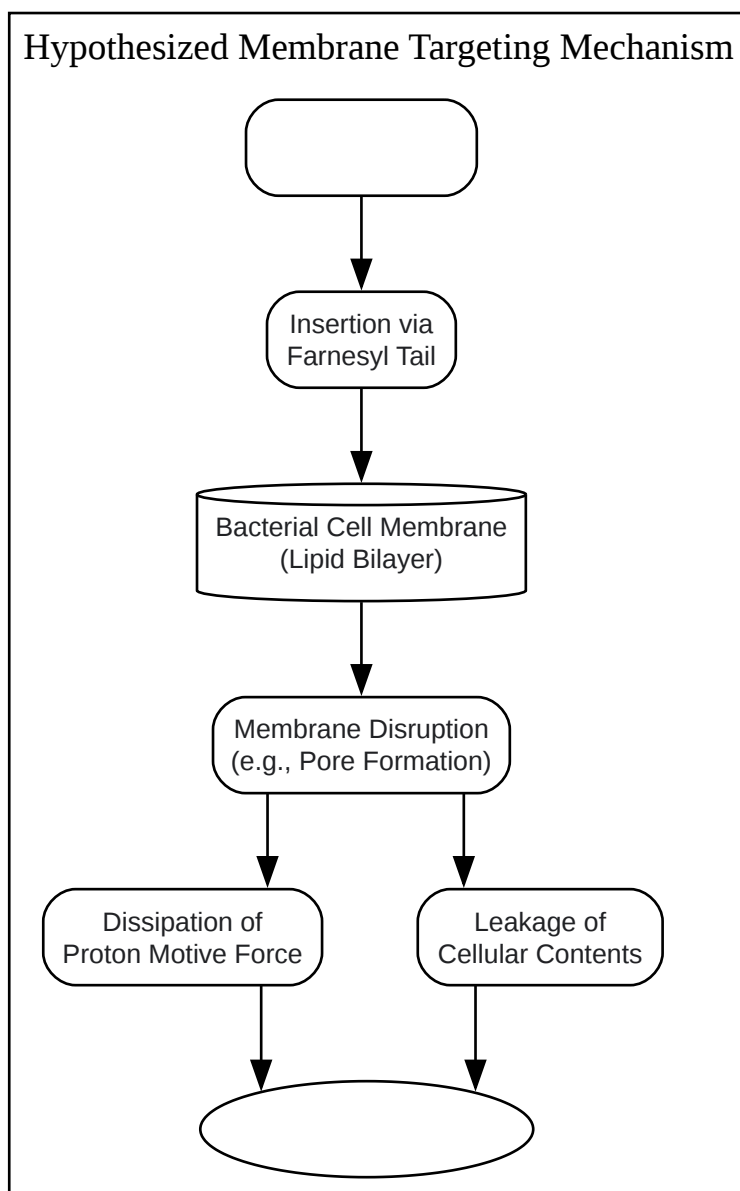 Hypothesized Membrane Targeting Mechanism
Insertion via
Farnesyl Tail
Bacterial Cell Membrane
(Lipid Bilayer)
Membrane Disruption
(e.g., Pore Formation)
Dissipation of
Proton Motive Force
Leakage of
Cellular Contents